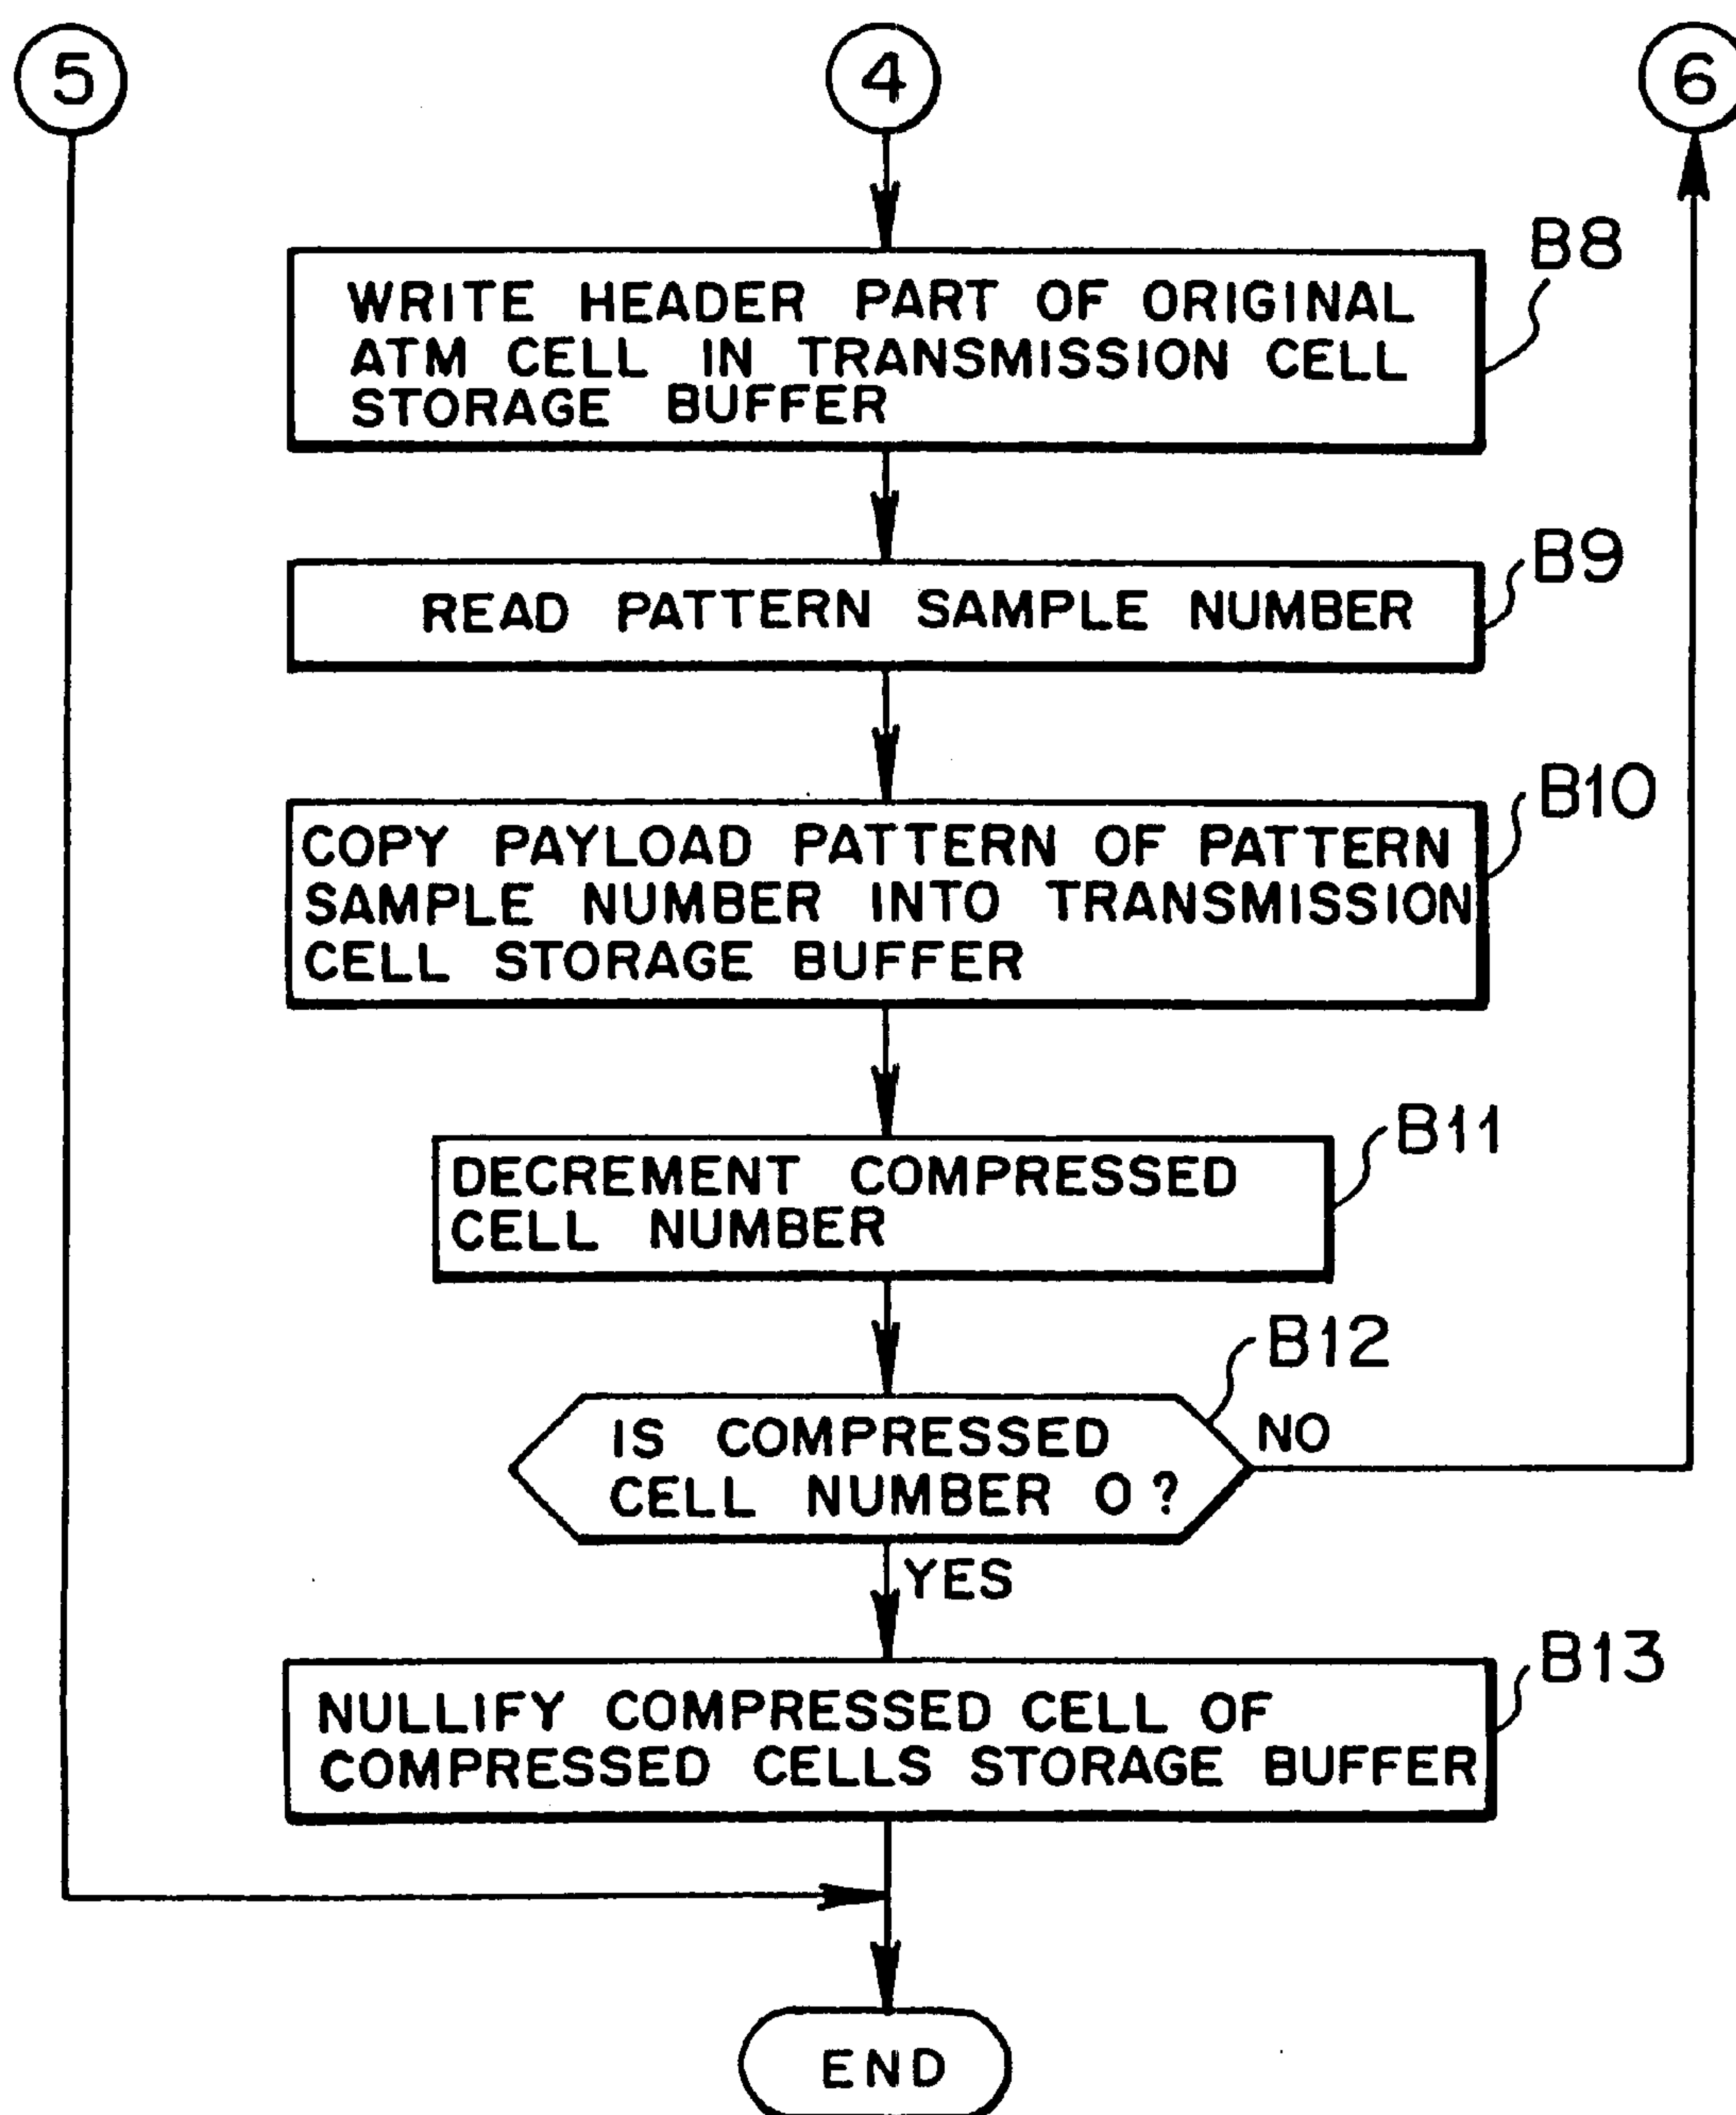 5
4
6
B8
WRITE HEADER PART OF ORIGINAL
ATM CELL IN TRANSMISSION CELL
STORAGE BUFFER
B9
READ PATTERN SAMPLE NUMBER
B10
COPY PAYLOAD PATTERN OF PATTERN
SAMPLE NUMBER INTO TRANSMISSION
CELL STORAGE BUFFER
B11
DECREMENT COMPRESSED
CELL NUMBER
B12
IS COMPRESSED
CELL NUMBER 0 ?
NO
YES
B13
NULLIFY COMPRESSED CELL OF
COMPRESSED CELLS STORAGE BUFFER
END